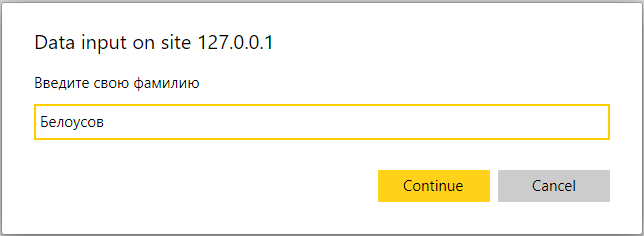 Data input on site 127.0.0.1
Введите свою фамилию
Белоусов
Continue Cancel